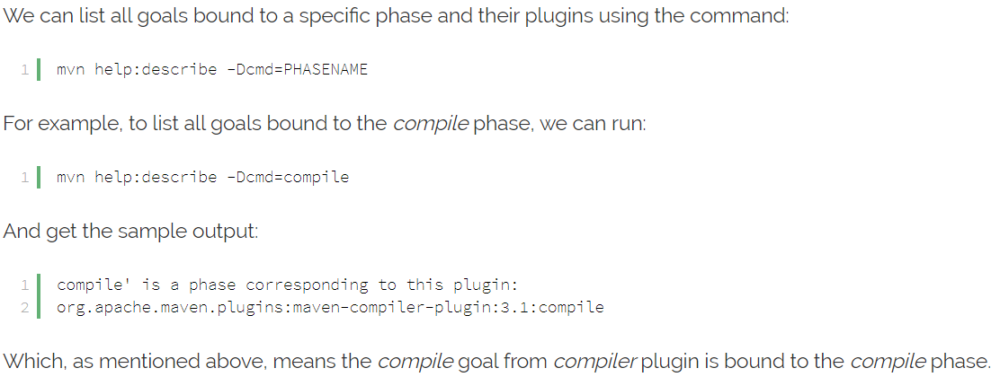 We can list all goals bound to a specific phase and their plugins using the command:
1 mvn help:describe -Dcmd=PHASENAME
For example, to list all goals bound to the compile phase, we can run:
1 mvn help:describe -Dcmd=compile
And get the sample output:
1 compile' is a phase corresponding to this plugin:
2 org.apache.maven.plugins:maven-compiler-plugin:3.1:compile
Which, as mentioned above, means the compile goal from compiler plugin is bound to the compile phase.